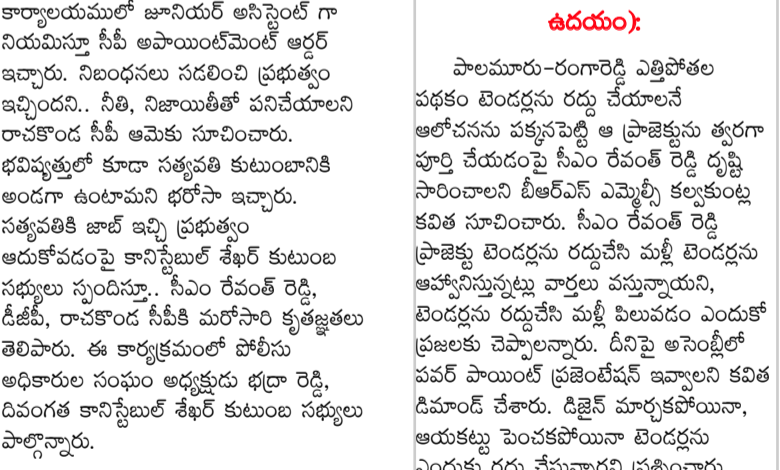 కార్యాలయములో జూనియర్ అసిస్టెంట్ గా
నియమిస్తూ సీపీ అపాయింట్‌మెంట్ ఆర్డర్
ఇచ్చారు. నిబంధనలు సడలించి ప్రభుత్వం
ఇచ్చిందని.. నీతి, నిజాయితీతో పనిచేయాలని
రాచకొండ సీపీ ఆమెకు సూచించారు.
భవిష్యత్తులో కూడా సత్యవతి కుటుంబానికి
అండగా ఉంటామని భరోసా ఇచ్చారు.
సత్యవతికి జాబ్ ఇచ్చి ప్రభుత్వం
ఆదుకోవడంపై కానిస్టేబుల్ శేఖర్ కుటుంబ
సభ్యులు స్పందిస్తూ.. సీఎం రేవంత్ రెడ్డి,
డీజీపీ, రాచకొండ సీపీకి మరోసారి కృతజ్ఞతలు
తెలిపారు. ఈ కార్యక్రమంలో పోలీసు
అధికారుల సంఘం అధ్యక్షుడు భద్రా రెడ్డి,
దివంగత కానిస్టేబుల్ శేఖర్ కుటుంబ సభ్యులు
పాల్గొన్నారు.
ఉదయం):
పాలమూరు-రంగారెడ్డి ఎత్తిపోతల
పథకం టెండర్లను రద్దు చేయాలనే
ఆలోచనను పక్కనపెట్టి ఆ ప్రాజెక్టును త్వరగా
పూర్తి చేయడంపై సీఎం రేవంత్ రెడ్డి దృష్టి
సారించాలని బీఆర్ఎస్ ఎమ్మెల్సీ కల్వకుంట్ల
కవిత సూచించారు. సీఎం రేవంత్ రెడ్డి
ప్రాజెక్టు టెండర్లను రద్దుచేసి మళ్లీ టెండర్లను
ఆహ్వానిస్తున్నట్లు వార్తలు వస్తున్నాయని,
టెండర్లను రద్దుచేసి మళ్లీ పిలువడం ఎందుకో
ప్రజలకు చెప్పాలన్నారు. దీనిపై అసెంబ్లీలో
పవర్ పాయింట్ ప్రజెంటేషన్ ఇవ్వాలని కవిత
డిమాండ్ చేశారు. డిజైన్ మార్చకపోయినా,
ఆయకట్టు పెంచకపోయినా టెండర్లను
ఎందుకు రద్దు చేస్తున్నారని ప్రశ్నించారు